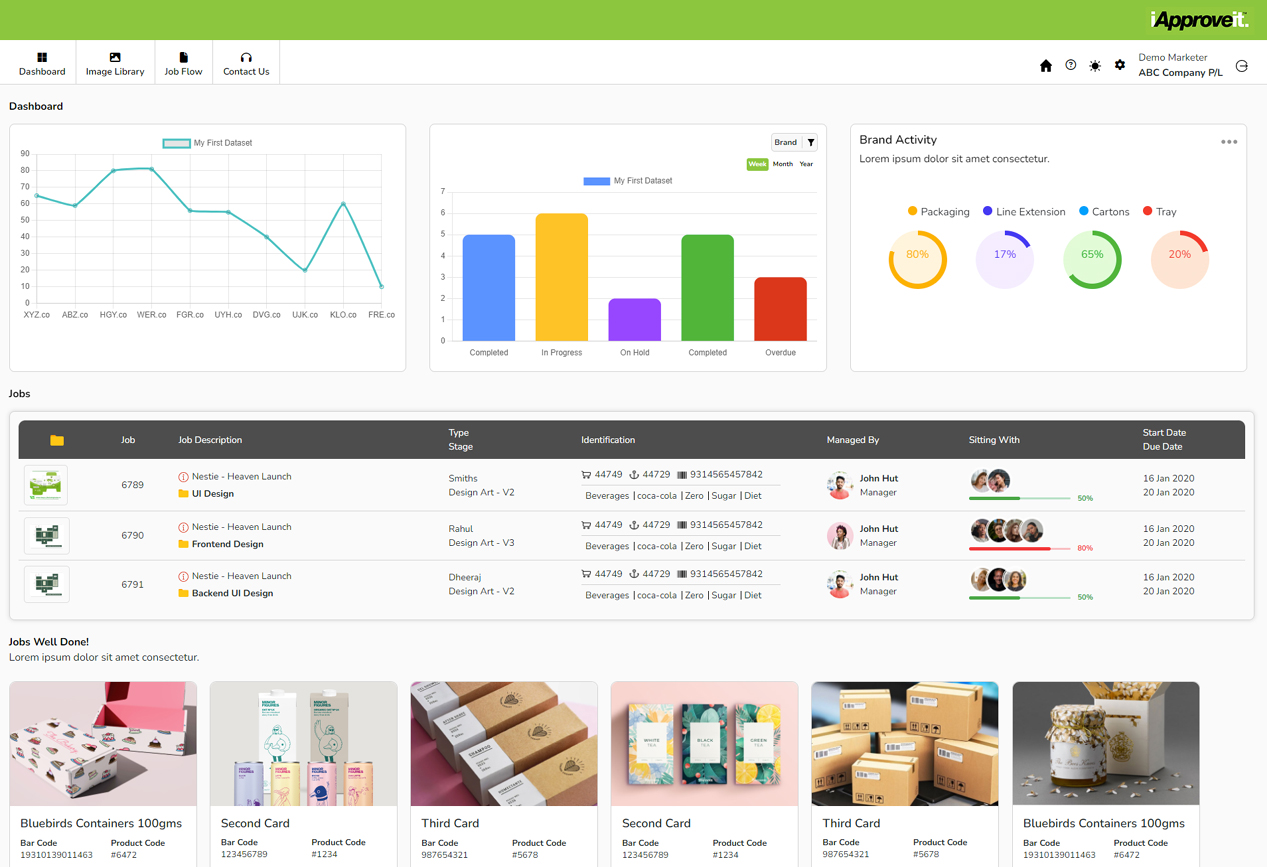 iApproveit.
Dashboard
Image Library
Job Flow
Contact Us
Demo Marketer
ABC Company P/L
Dashboard
My First Dataset
90
80
70
60
50
40
30
20
10
0
XYZ.co ABZ.co HGY.co WER.co FGR.co UYH.co DVG.co UJK.co KLO.co FRE.co
Brand
Week Month Year
My First Dataset
7
6
5
4
3
2
1
0
Completed In Progress On Hold Completed Overdue
Brand Activity
Lorem ipsum dolor sit amet consectetur.
Packaging Line Extension Cartons Tray
80% 17% 65% 20%
Jobs
Job Job Description Type Stage Identification Managed By Sitting With Start Date Due Date
6789
Nestie - Heaven Launch
UI Design
Smiths
Design Art - V2
44749 44729 9314565457842
Beverages | coca-cola | Zero | Sugar | Diet
John Hut
Manager
50%
16 Jan 2020
20 Jan 2020
6790
Nestie - Heaven Launch
Frontend Design
Rahul
Design Art - V3
44749 44729 9314565457842
Beverages | coca-cola | Zero | Sugar | Diet
John Hut
Manager
80%
16 Jan 2020
20 Jan 2020
6791
Nestie - Heaven Launch
Backend UI Design
Dheeraj
Design Art - V2
44749 44729 9314565457842
Beverages | coca-cola | Zero | Sugar | Diet
John Hut
Manager
50%
16 Jan 2020
20 Jan 2020
Jobs Well Done!
Lorem ipsum dolor sit amet consectetur.
MINOR FIGURES
MINOR FIGURES
SHAMPOO
WHITE TEA
BLACK TEA
GREEN TEA
Bluebirds Containers 100gms
Bar Code Product Code
19310139011463 #6472
Second Card
Bar Code Product Code
123456789 #1234
Third Card
Bar Code Product Code
987654321 #5678
Second Card
Bar Code Product Code
123456789 #1234
Third Card
Bar Code Product Code
987654321 #5678
Bluebirds Containers 100gms
Bar Code Product Code
19310139011463 #6472